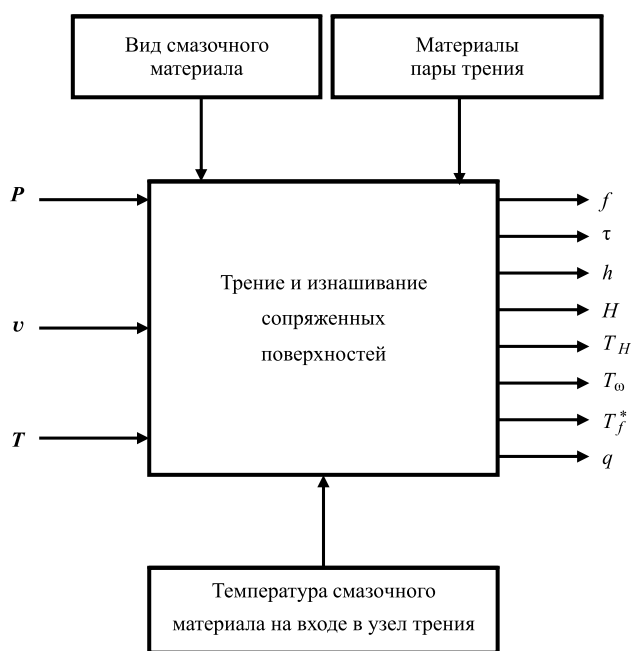 Вид смазочного
материала
Материалы
пары трения
P
υ
T
Трение и изнашивание
сопряженных
поверхностей
f
τ
h
H
T_H
T_ω
T_f^*
q
Температура смазочного
материала на входе в узел трения